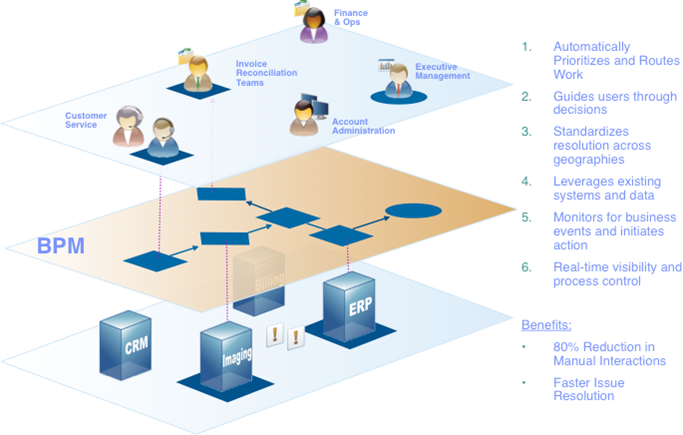 Finance
& Ops
Invoice
Reconciliation
Teams
Executive
Management
Customer
Service
Account
Administration
BPM
Billing
ERP
CRM
Imaging
!
!
1. Automatically
Prioritizes and Routes
Work
2. Guides users through
decisions
3. Standardizes
resolution across
geographies
4. Leverages existing
systems and data
5. Monitors for business
events and initiates
action
6. Real-time visibility and
process control
Benefits:
• 80% Reduction in
Manual Interactions
• Faster Issue
Resolution